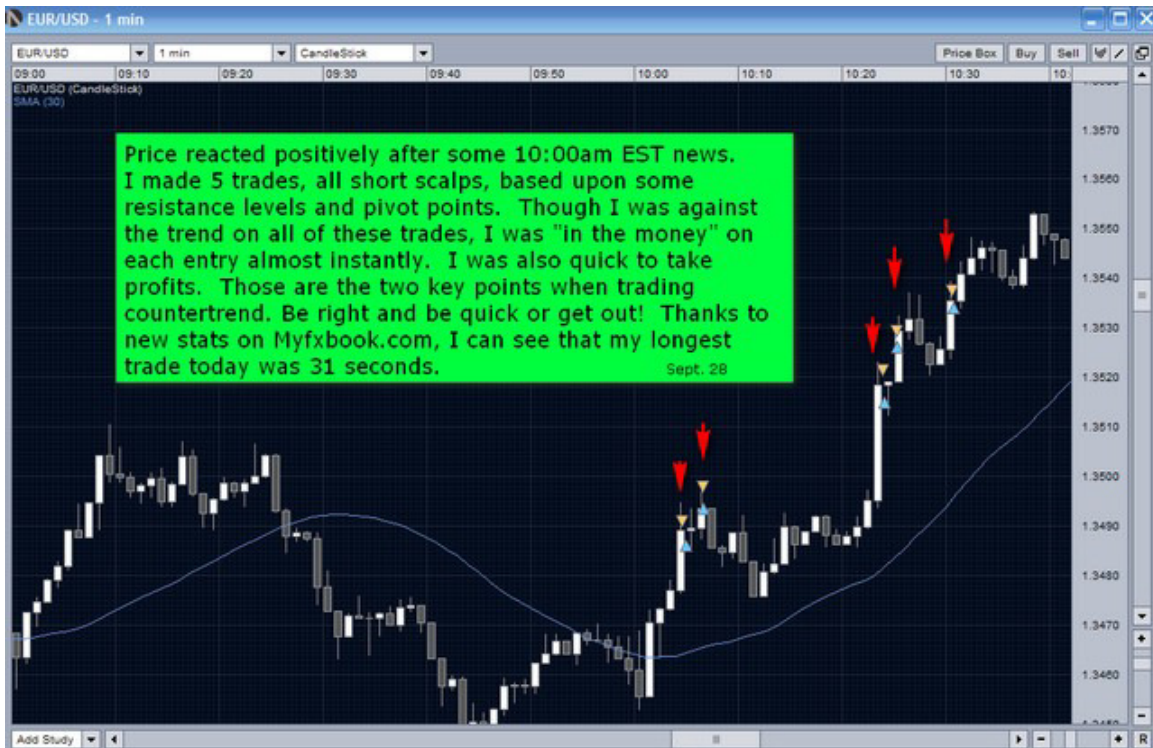 EUR/USD - 1 min
EUR/USD 1 min CandleStick Price Box Buy Sell
09:00 09:10 09:20 09:30 09:40 09:50 10:00 10:10 10:20 10:30 10:
EUR/USD (CandleStick)
SMA (30)
Price reacted positively after some 10:00am EST news.
I made 5 trades, all short scalps, based upon some
resistance levels and pivot points. Though I was against
the trend on all of these trades, I was "in the money" on
each entry almost instantly. I was also quick to take
profits. Those are the two key points when trading
countertrend. Be right and be quick or get out! Thanks to
new stats on Myfxbook.com, I can see that my longest
trade today was 31 seconds. Sept. 28
1.3570
1.3560
1.3550
1.3540
1.3530
1.3520
1.3510
1.3500
1.3490
1.3480
1.3470
1.3460
Add Study R